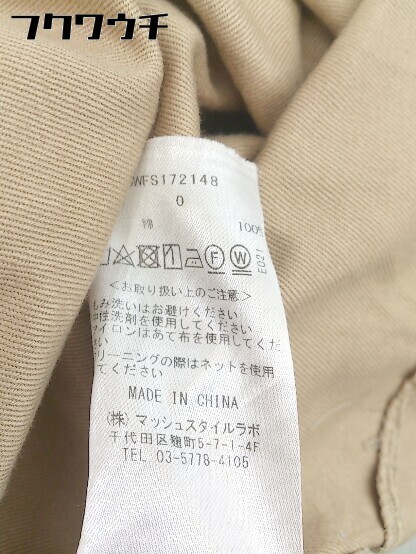 フクワウチ
WFS172148
0
綿 100%
E021
<お取り扱い上のご注意>
もみ洗いはお避けください
中性洗剤を使用してください
アイロンはあて布を使用してくだ
さい
クリーニングの際はネットを使用
してください
MADE IN CHINA
(株)マッシュスタイルラボ
千代田区麹町5-7-1-4F
TEL 03-5778-4105